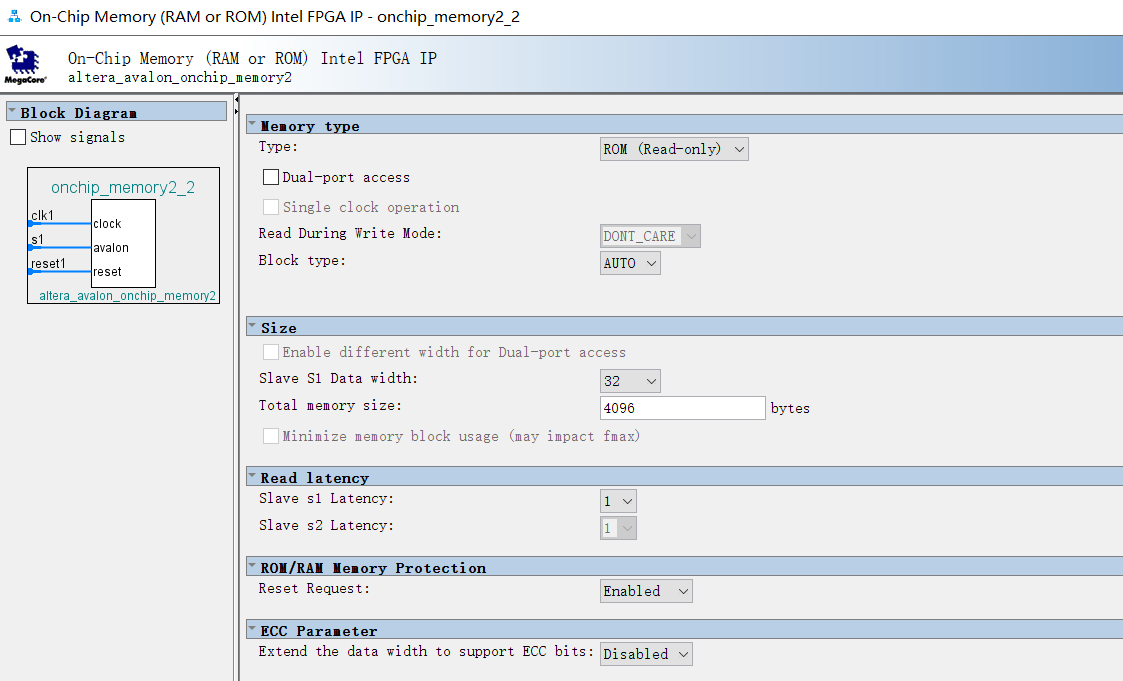 On-Chip Memory (RAM or ROM) Intel FPGA IP - onchip_memory2_2
MegaCore®
On-Chip Memory (RAM or ROM) Intel FPGA IP
altera_avalon_onchip_memory2
Block Diagram
Show signals
onchip_memory2_2
clk1
clock
s1
avalon
reset1
reset
altera_avalon_onchip_memory2
Memory type
Type: ROM (Read-only)
Dual-port access
Single clock operation
Read During Write Mode: DONT_CARE
Block type: AUTO
Size
Enable different width for Dual-port access
Slave S1 Data width: 32
Total memory size: 4096 bytes
Minimize memory block usage (may impact fmax)
Read latency
Slave s1 Latency: 1
Slave s2 Latency: 1
ROM/RAM Memory Protection
Reset Request: Enabled
ECC Parameter
Extend the data width to support ECC bits: Disabled